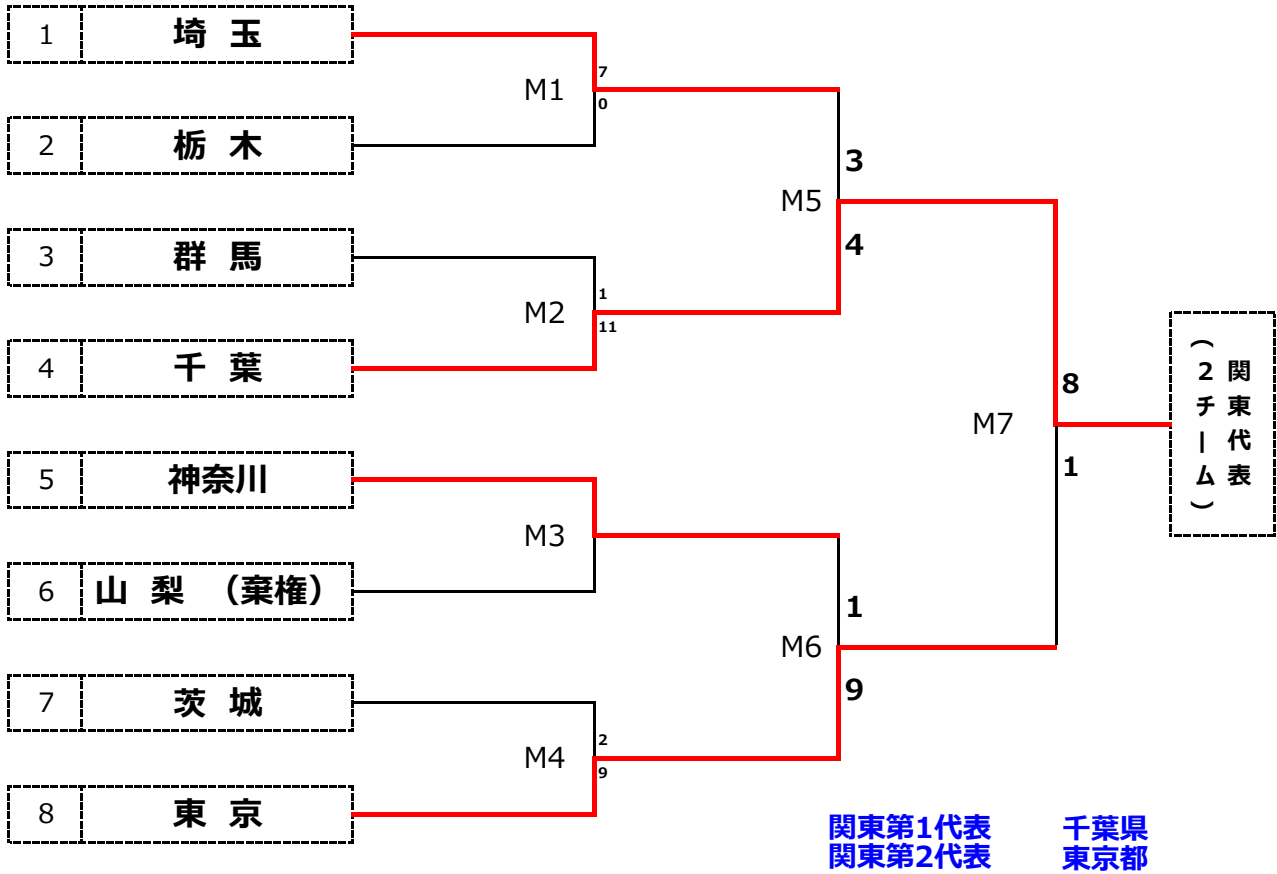 1 埼 玉
M1
7
0
2 栃 木
3
M5
4
3 群 馬
M2
1
11
4 千 葉
8
M7
1
関東代表
(2チーム)
5 神奈川
M3
6 山 梨 (棄権)
1
M6
9
7 茨 城
M4
2
9
8 東 京
関東第1代表 千葉県
関東第2代表 東京都